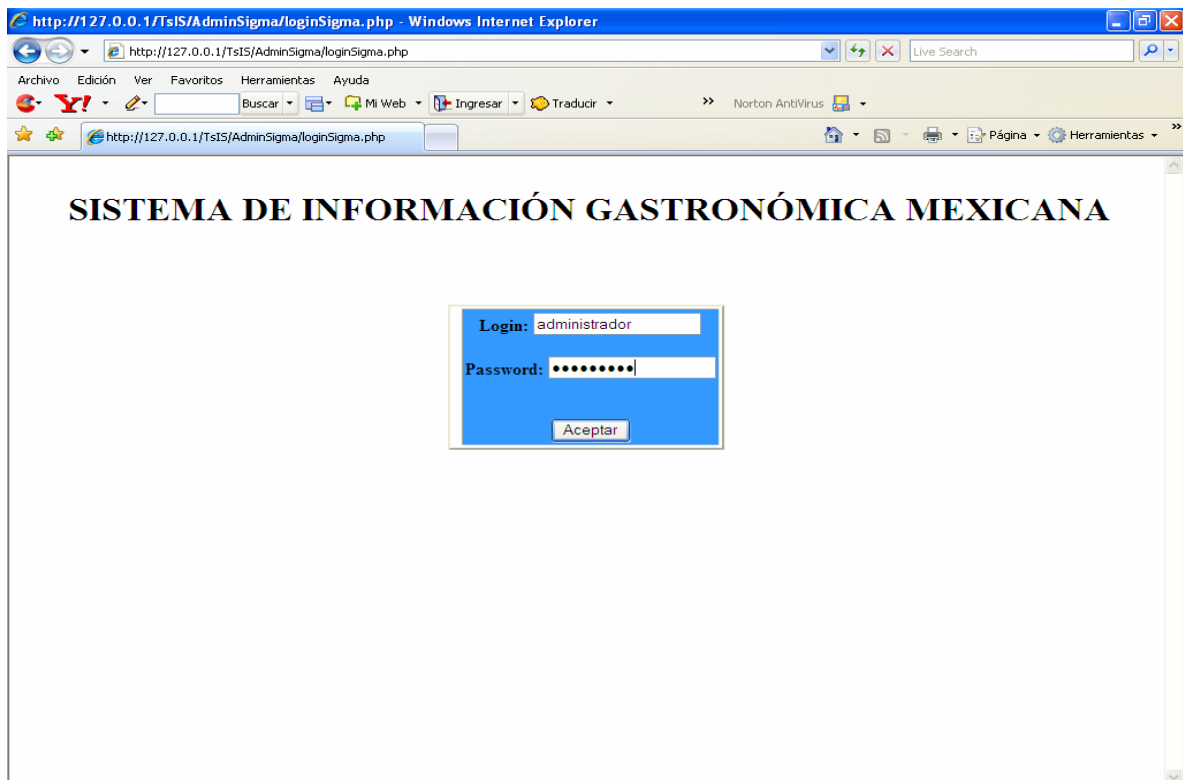 http://127.0.0.1/TsIS/AdminSigma/loginSigma.php - Windows Internet Explorer
http://127.0.0.1/TsIS/AdminSigma/loginSigma.php Live Search
Archivo Edición Ver Favoritos Herramientas Ayuda
Y! Buscar Mi Web Ingresar Traducir » Norton AntiVirus
http://127.0.0.1/TsIS/AdminSigma/loginSigma.php Página Herramientas »
SISTEMA DE INFORMACIÓN GASTRONÓMICA MEXICANA
Login: administrador
Password: •••••••••
Aceptar